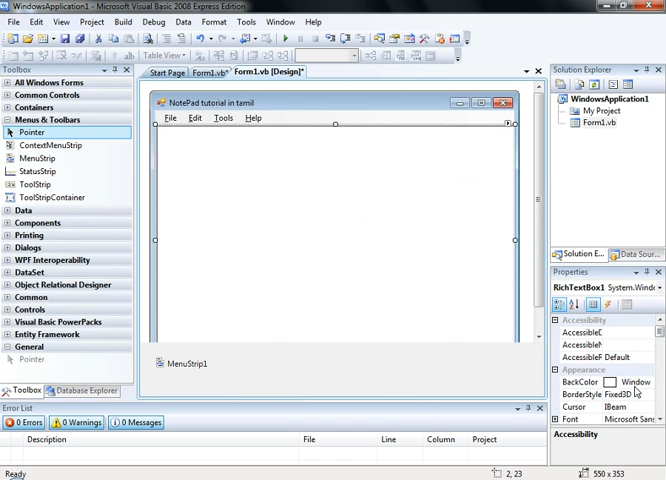 WindowsApplication1 - Microsoft Visual Basic 2008 Express Edition
File Edit View Project Build Debug Data Format Tools Window Help
Table View
Toolbox
All Windows Forms
Common Controls
Containers
Menus & Toolbars
Pointer
ContextMenuStrip
MenuStrip
StatusStrip
ToolStrip
ToolStripContainer
Data
Components
Printing
Dialogs
WPF Interoperability
DataSet
Object Relational Designer
Common
Controls
Visual Basic PowerPacks
Entity Framework
General
Pointer
Toolbox Database Explorer
Start Page Form1.vb* Form1.vb [Design]*
NotePad tutorial in tamil
File Edit Tools Help
MenuStrip1
Solution Explorer
WindowsApplication1
My Project
Form1.vb
Solution E... Data Sour...
Properties
RichTextBox1 System.Windo
Accessibility
AccessibleD
AccessibleN
AccessibleR Default
Appearance
BackColor Window
BorderStyle Fixed3D
Cursor IBeam
Font Microsoft Sans
Accessibility
Error List
0 Errors 0 Warnings 0 Messages
Description File Line Column Project
Ready 2, 23 550 x 353